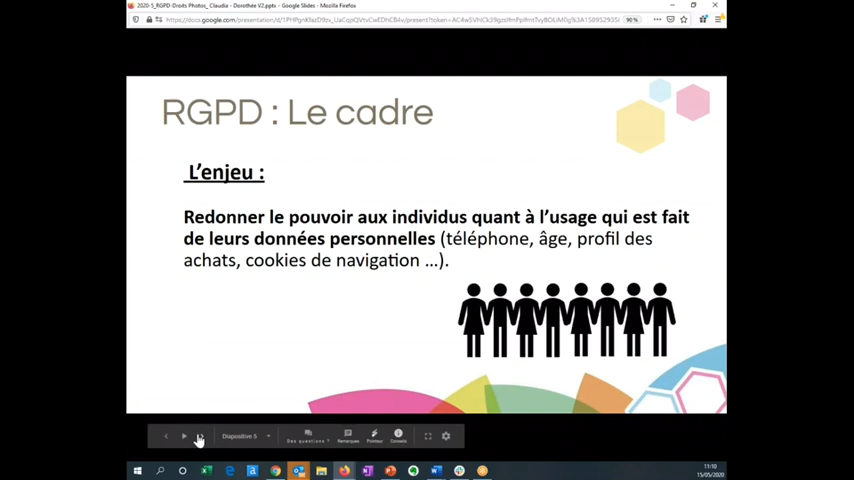 2020-5_RGPD-Droits Photos_ Claudia - Dorothée V2.pptx - Google Slides - Mozilla Firefox
90 %
RGPD : Le cadre
L'enjeu :
Redonner le pouvoir aux individus quant à l'usage qui est fait
de leurs données personnelles (téléphone, âge, profil des
achats, cookies de navigation ...).
Diapositive 5
Des questions ?
Remarques
Pointeur
Conseils
11:10
15/05/2020